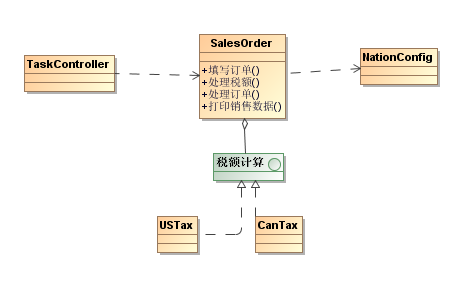 SalesOrder
TaskController
NationConfig
+填写订单()
+处理税额()
+处理订单()
+打印销售数据()
税额计算
USTax
CanTax